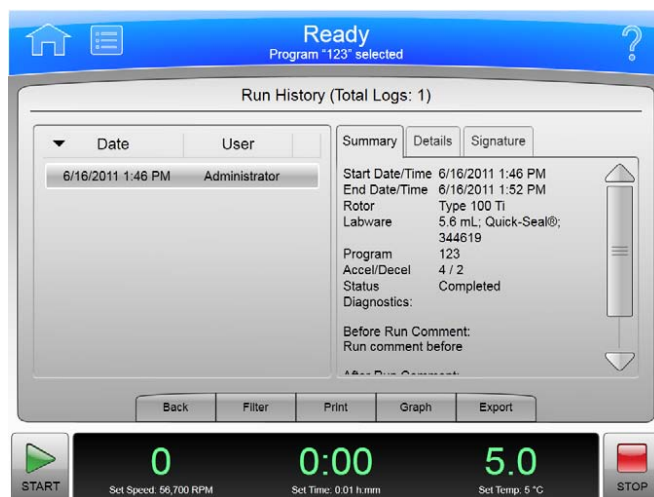 Ready
Program "123" selected
?
Run History (Total Logs: 1)
Date User
6/16/2011 1:46 PM Administrator
Summary Details Signature
Start Date/Time 6/16/2011 1:46 PM
End Date/Time 6/16/2011 1:52 PM
Rotor Type 100 Ti
Labware 5.6 mL; Quick-Seal®;
344619
Program 123
Accel/Decel 4 / 2
Status Completed
Diagnostics:
Before Run Comment:
Run comment before
After Run Comment:
Back Filter Print Graph Export
START
0
Set Speed: 56,700 RPM
0:00
Set Time: 0.01 h:mm
5.0
Set Temp: 5 °C
STOP